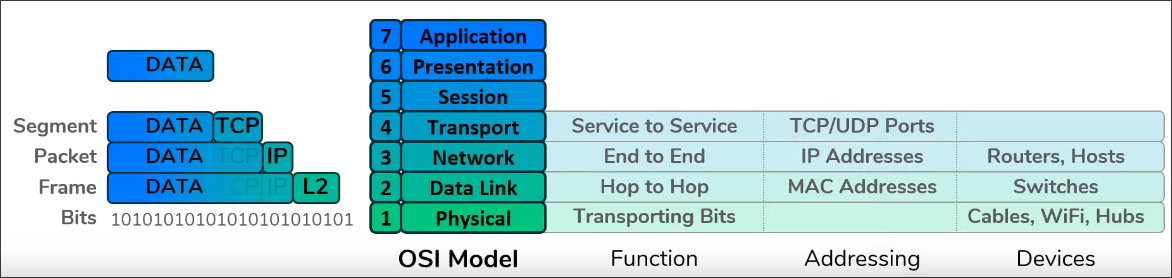 7 Application
DATA 6 Presentation
5 Session
Segment DATA TCP 4 Transport Service to Service TCP/UDP Ports
Packet DATA TCP IP 3 Network End to End IP Addresses Routers, Hosts
Frame DATA TCP IP L2 2 Data Link Hop to Hop MAC Addresses Switches
Bits 10101010101010101010101 1 Physical Transporting Bits Cables, WiFi, Hubs
OSI Model Function Addressing Devices